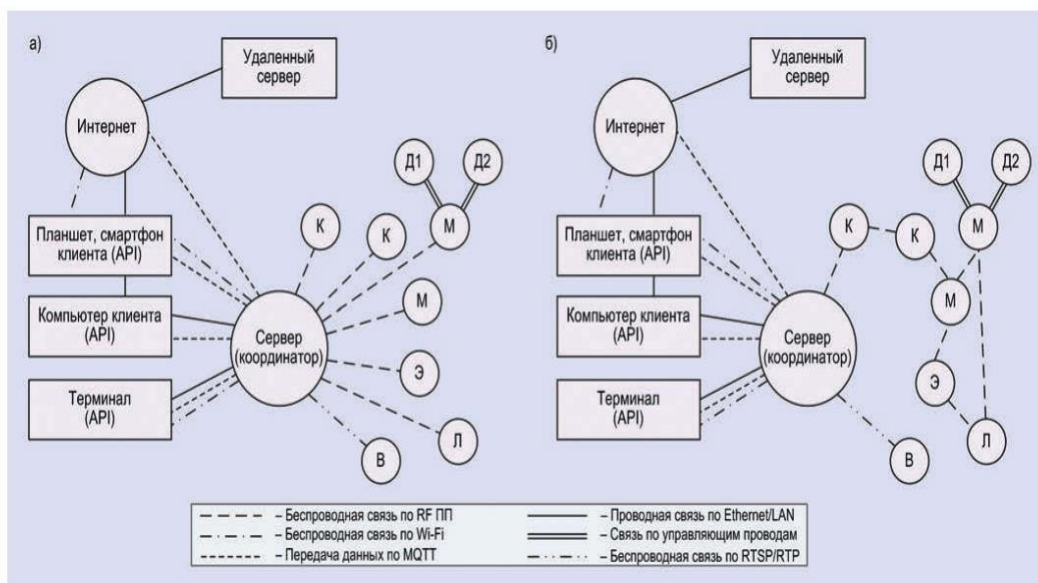 а)
Удаленный
сервер
Интернет
Д1
Д2
Планшет, смартфон
клиента (API)
К
К
М
М
Компьютер клиента
(API)
Сервер
(координатор)
Э
Терминал
(API)
Л
В
б)
Удаленный
сервер
Интернет
Д1
Д2
Планшет, смартфон
клиента (API)
К
К
М
М
Компьютер клиента
(API)
Сервер
(координатор)
Э
Терминал
(API)
Л
В
– Беспроводная связь по RF ПП
– Беспроводная связь по Wi-Fi
– Передача данных по MQTT
– Проводная связь по Ethernet/LAN
– Связь по управляющим проводам
– Беспроводная связь по RTSP/RTP